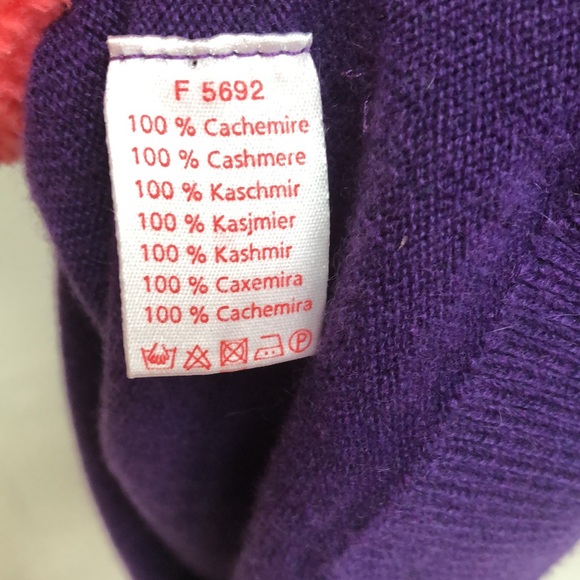 F 5692
100 % Cachemire
100 % Cashmere
100 % Kaschmir
100 % Kasjmier
100 % Kashmir
100 % Caxemira
100 % Cachemira
P